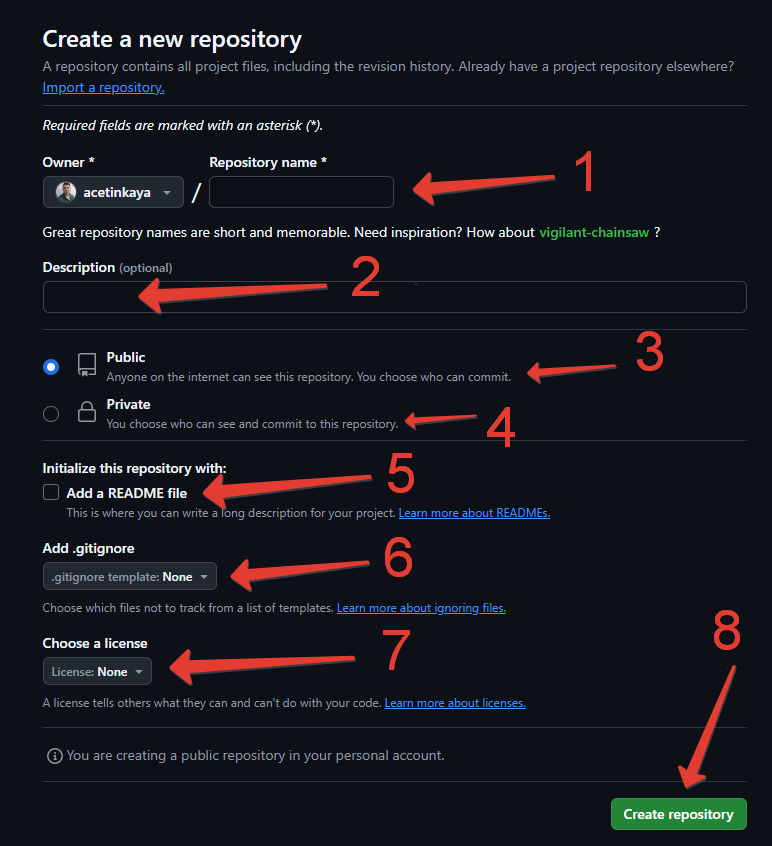 Create a new repository
A repository contains all project files, including the revision history. Already have a project repository elsewhere?
Import a repository.
Required fields are marked with an asterisk (*).
Owner * Repository name *
acetinkaya / 1
Great repository names are short and memorable. Need inspiration? How about vigilant-chainsaw ?
Description (optional) 2
Public 3
Anyone on the internet can see this repository. You choose who can commit.
Private 4
You choose who can see and commit to this repository.
Initialize this repository with:
Add a README file 5
This is where you can write a long description for your project. Learn more about READMEs.
Add .gitignore 6
.gitignore template: None
Choose which files not to track from a list of templates. Learn more about ignoring files.
Choose a license 7
License: None
A license tells others what they can and can't do with your code. Learn more about licenses.
8
You are creating a public repository in your personal account.
Create repository